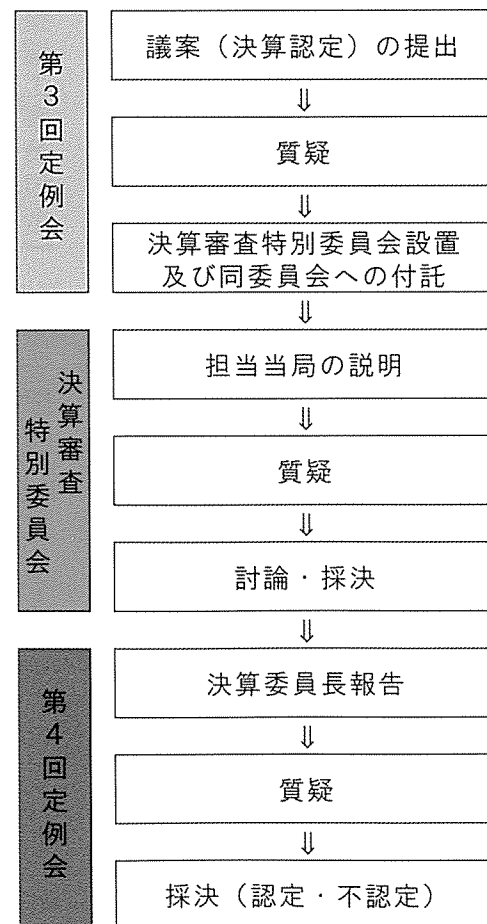 第3回定例会
議案（決算認定）の提出
⇓
質疑
⇓
決算審査特別委員会設置
及び同委員会への付託
⇓
決算審査
特別委員会
担当当局の説明
⇓
質疑
⇓
討論・採決
⇓
第4回定例会
決算委員長報告
⇓
質疑
⇓
採決（認定・不認定）